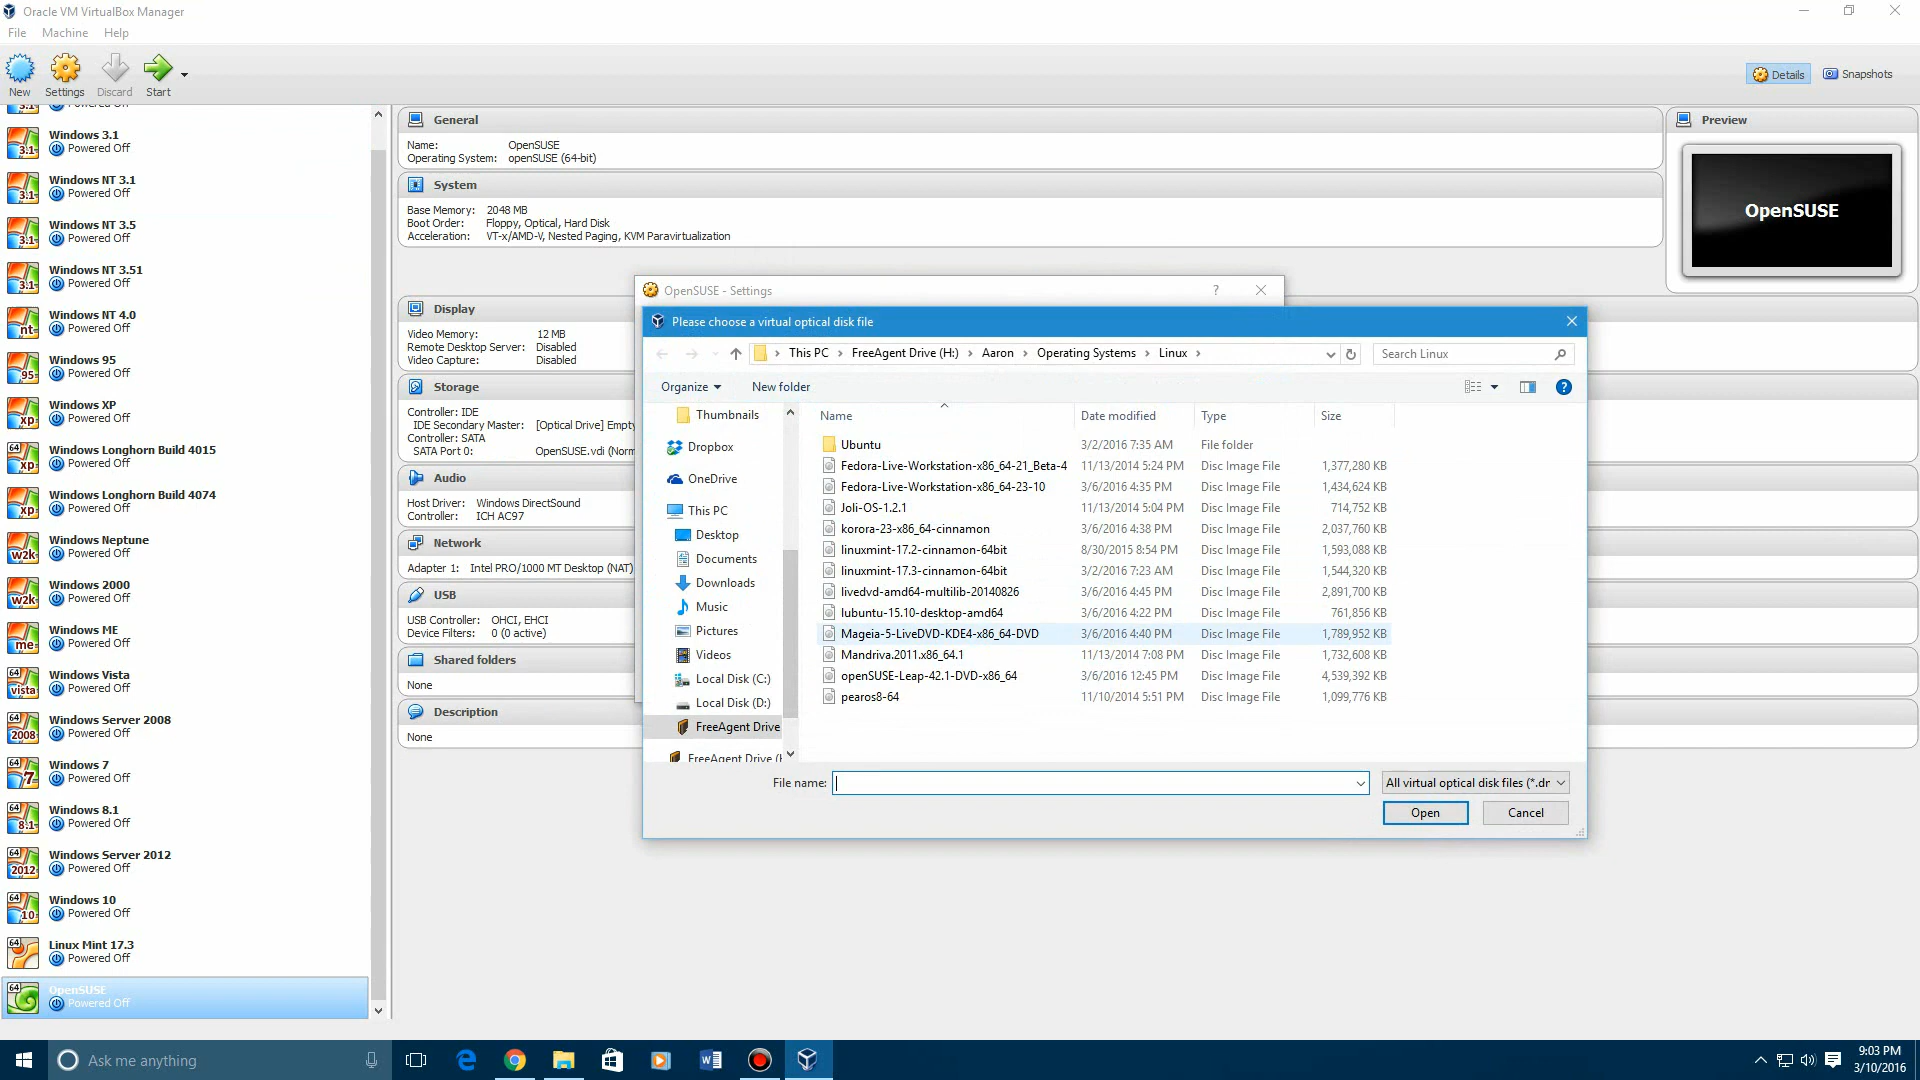 Oracle VM VirtualBox Manager
File Machine Help
New Settings Discard Start
Details Snapshots
Powered Off
Windows 3.1
Powered Off
Windows NT 3.1
Powered Off
Windows NT 3.5
Powered Off
Windows NT 3.51
Powered Off
Windows NT 4.0
Powered Off
Windows 95
Powered Off
Windows XP
Powered Off
Windows Longhorn Build 4015
Powered Off
Windows Longhorn Build 4074
Powered Off
Windows Neptune
Powered Off
Windows 2000
Powered Off
Windows ME
Powered Off
Windows Vista
Powered Off
Windows Server 2008
Powered Off
Windows 7
Powered Off
Windows 8.1
Powered Off
Windows Server 2012
Powered Off
Windows 10
Powered Off
Linux Mint 17.3
Powered Off
OpenSUSE
Powered Off
General
Name: OpenSUSE
Operating System: openSUSE (64-bit)
System
Base Memory: 2048 MB
Boot Order: Floppy, Optical, Hard Disk
Acceleration: VT-x/AMD-V, Nested Paging, KVM Paravirtualization
Preview
OpenSUSE
Display
Video Memory: 12 MB
Remote Desktop Server: Disabled
Video Capture: Disabled
Storage
Controller: IDE
IDE Secondary Master: [Optical Drive] Empty
Controller: SATA
SATA Port 0: OpenSUSE.vdi (Norm
Audio
Host Driver: Windows DirectSound
Controller: ICH AC97
Network
Adapter 1: Intel PRO/1000 MT Desktop (NAT)
USB
USB Controller: OHCI, EHCI
Device Filters: 0 (0 active)
Shared folders
None
Description
None
OpenSUSE - Settings ?
Please choose a virtual optical disk file
This PC FreeAgent Drive (H:) Aaron Operating Systems Linux
Search Linux
Organize New folder
Thumbnails
Dropbox
OneDrive
This PC
Desktop
Documents
Downloads
Music
Pictures
Videos
Local Disk (C:)
Local Disk (D:)
FreeAgent Drive
FreeAgent Drive (H
Name Date modified Type Size
Ubuntu 3/2/2016 7:35 AM File folder
Fedora-Live-Workstation-x86_64-21_Beta-4 11/13/2014 5:24 PM Disc Image File 1,377,280 KB
Fedora-Live-Workstation-x86_64-23-10 3/6/2016 4:35 PM Disc Image File 1,434,624 KB
Joli-OS-1.2.1 11/13/2014 5:04 PM Disc Image File 714,752 KB
korora-23-x86_64-cinnamon 3/6/2016 4:38 PM Disc Image File 2,037,760 KB
linuxmint-17.2-cinnamon-64bit 8/30/2015 8:54 PM Disc Image File 1,593,088 KB
linuxmint-17.3-cinnamon-64bit 3/2/2016 7:23 AM Disc Image File 1,544,320 KB
livedvd-amd64-multilib-20140826 3/6/2016 4:45 PM Disc Image File 2,891,700 KB
lubuntu-15.10-desktop-amd64 3/6/2016 4:22 PM Disc Image File 761,856 KB
Mageia-5-LiveDVD-KDE4-x86_64-DVD 3/6/2016 4:40 PM Disc Image File 1,789,952 KB
Mandriva.2011.x86_64.1 11/13/2014 7:08 PM Disc Image File 1,732,608 KB
openSUSE-Leap-42.1-DVD-x86_64 3/6/2016 12:45 PM Disc Image File 4,539,392 KB
pearos8-64 11/10/2014 5:51 PM Disc Image File 1,099,776 KB
File name: All virtual optical disk files (*.dr
Open Cancel
Ask me anything
9:03 PM
3/10/2016